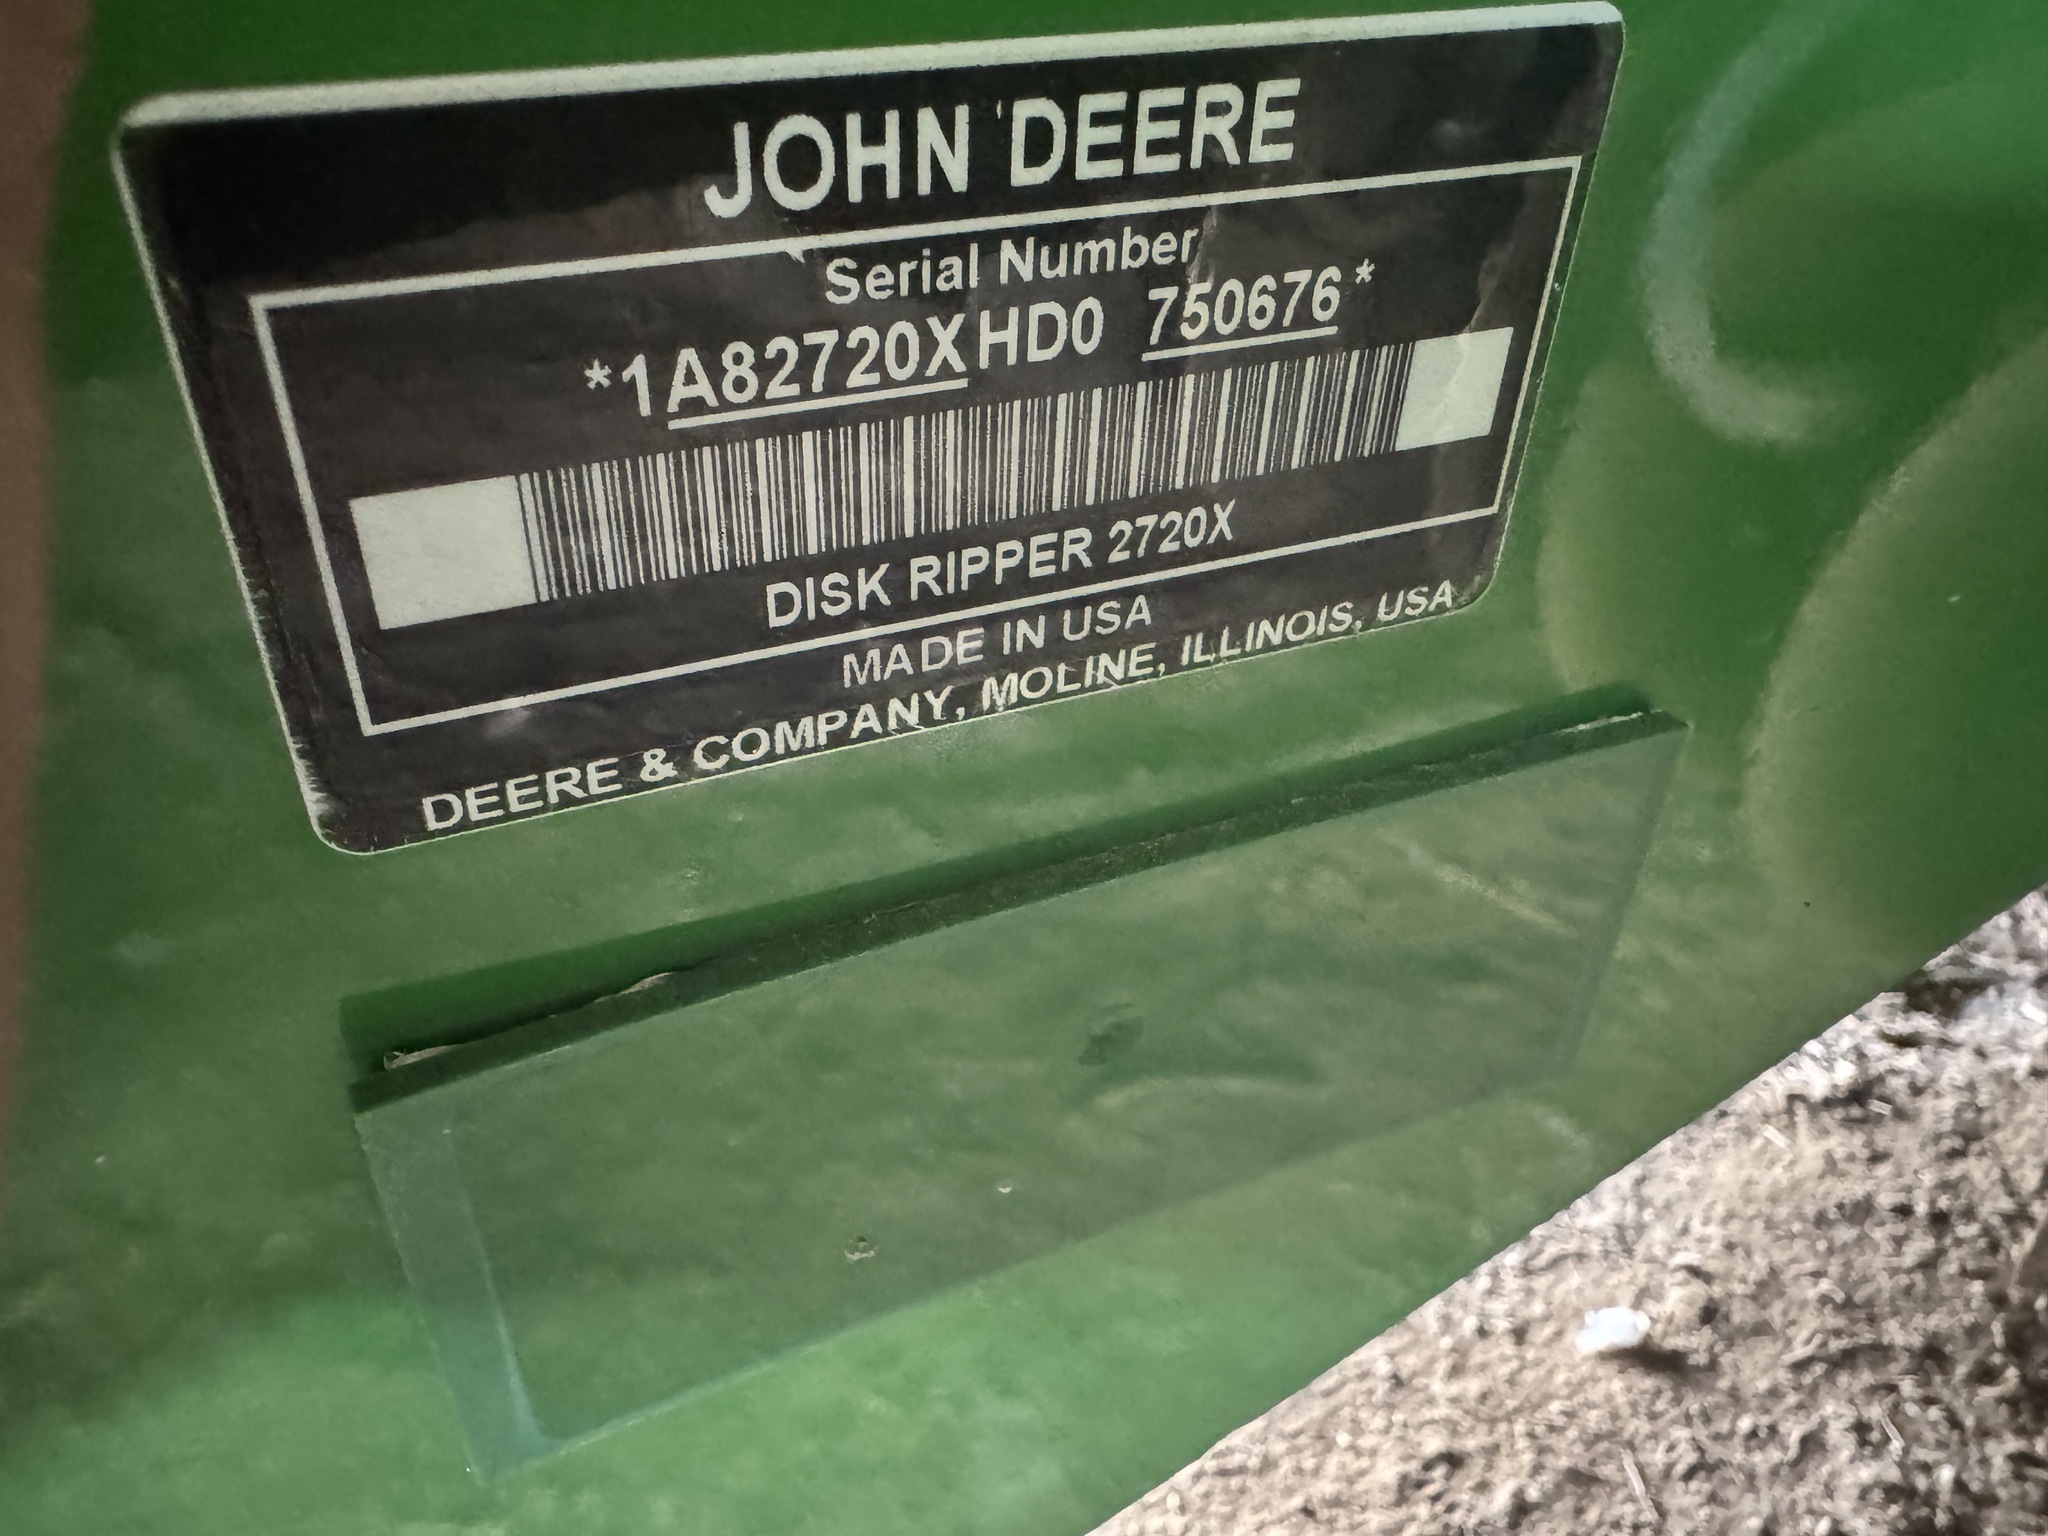 JOHN DEERE
Serial Number
*1A82720XHD0 750676*
DISK RIPPER 2720X
MADE IN USA
DEERE & COMPANY, MOLINE, ILLINOIS, USA